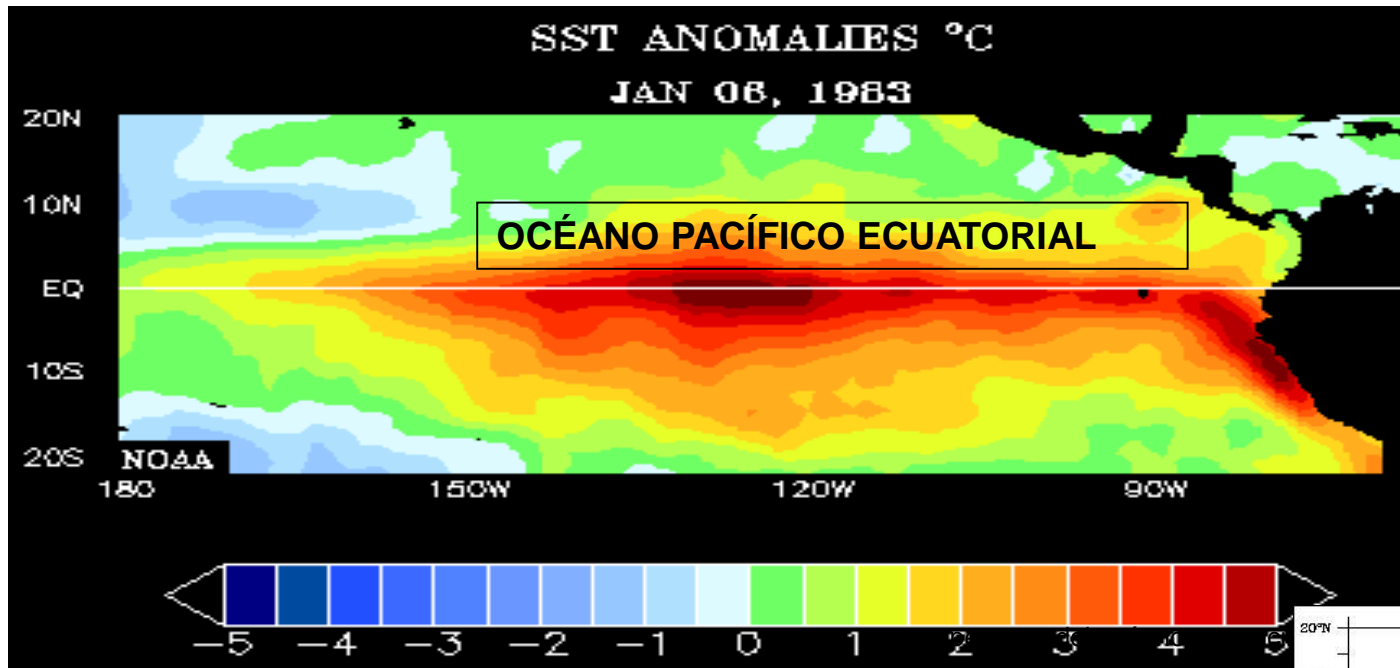 SST ANOMALIES °C
JAN 06, 1983
20N
10N
OCÉANO PACÍFICO ECUATORIAL
EQ
10S
20S
NOAA
180 150W 120W 90W
−5 −4 −3 −2 −1 0 1 2 3 4 5
20°N